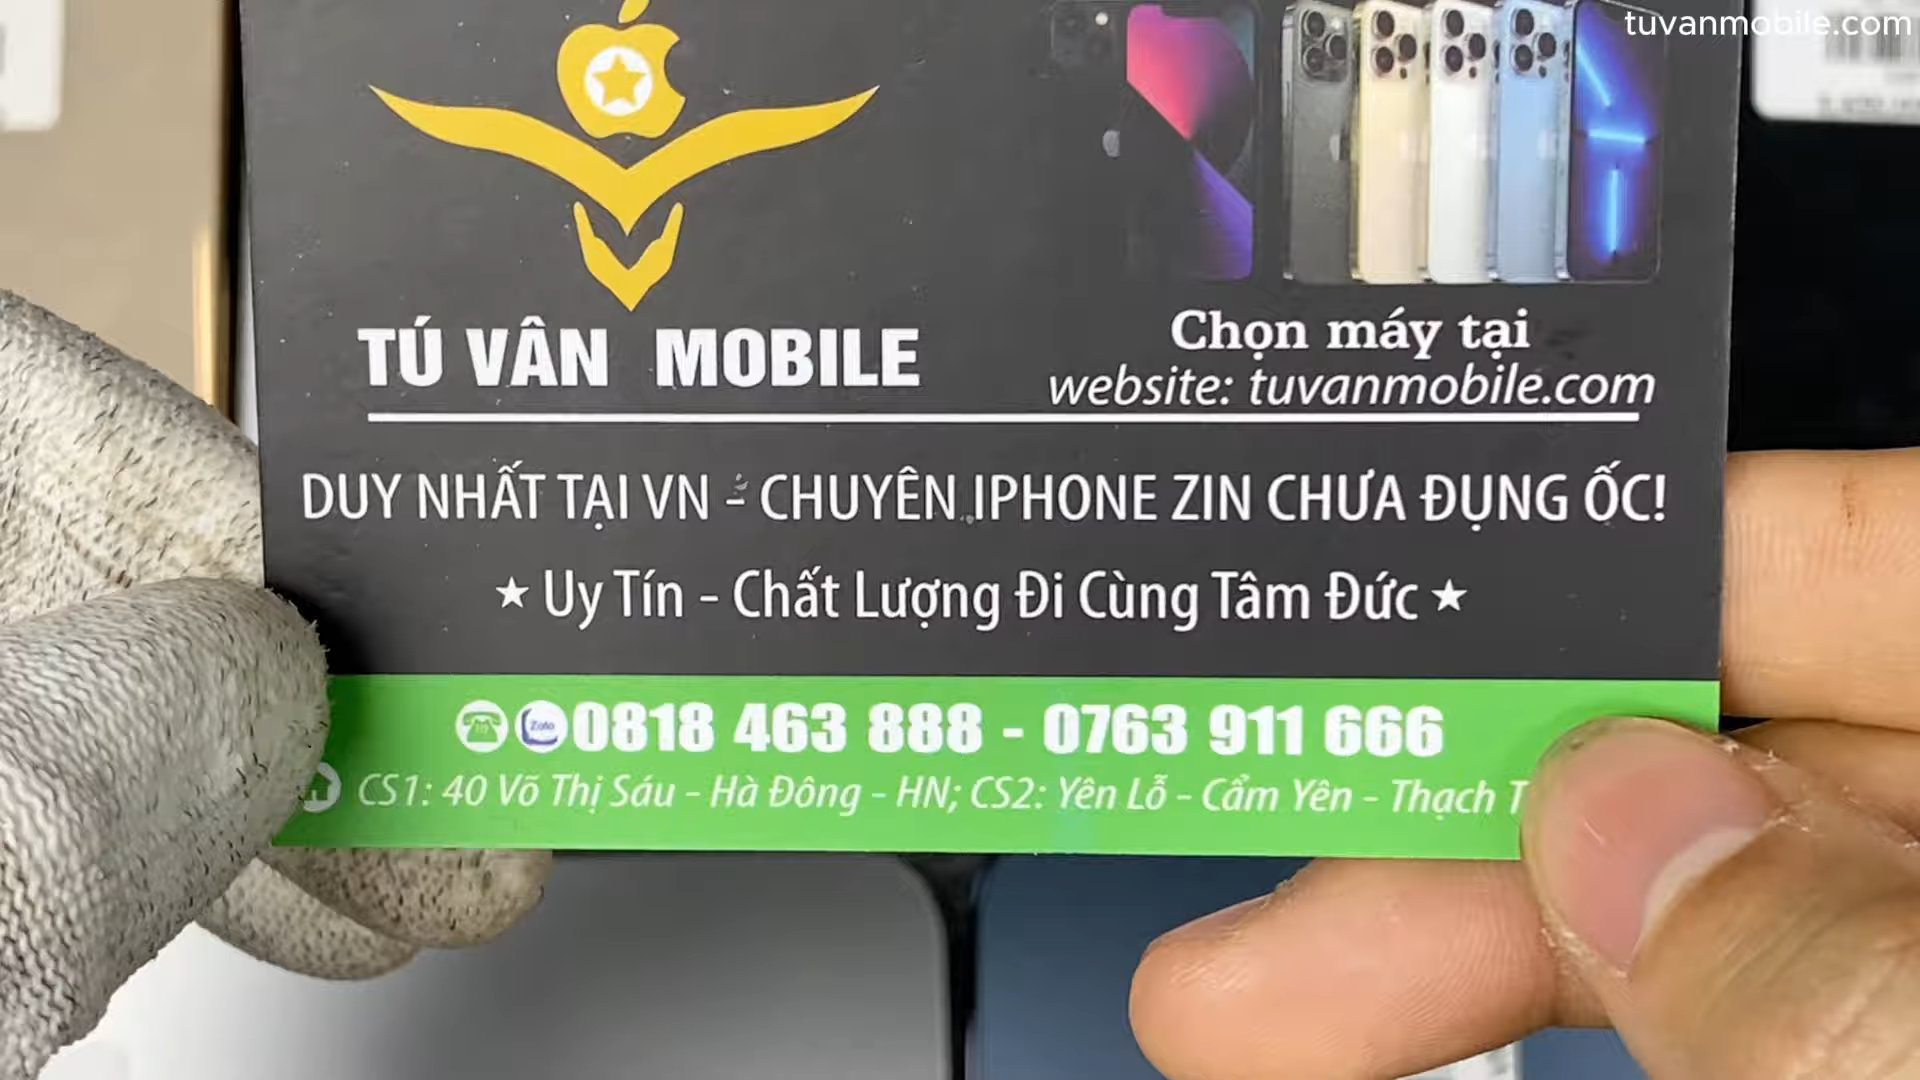 tuvanmobile.com
TÚ VÂN MOBILE
Chọn máy tại
website: tuvanmobile.com
DUY NHẤT TẠI VN - CHUYÊN IPHONE ZIN CHƯA ĐỤNG ỐC!
★ Uy Tín - Chất Lượng Đi Cùng Tâm Đức ★
Zalo 0818 463 888 - 0763 911 666
CS1: 40 Võ Thị Sáu - Hà Đông - HN; CS2: Yên Lỗ - Cẩm Yên - Thạch T